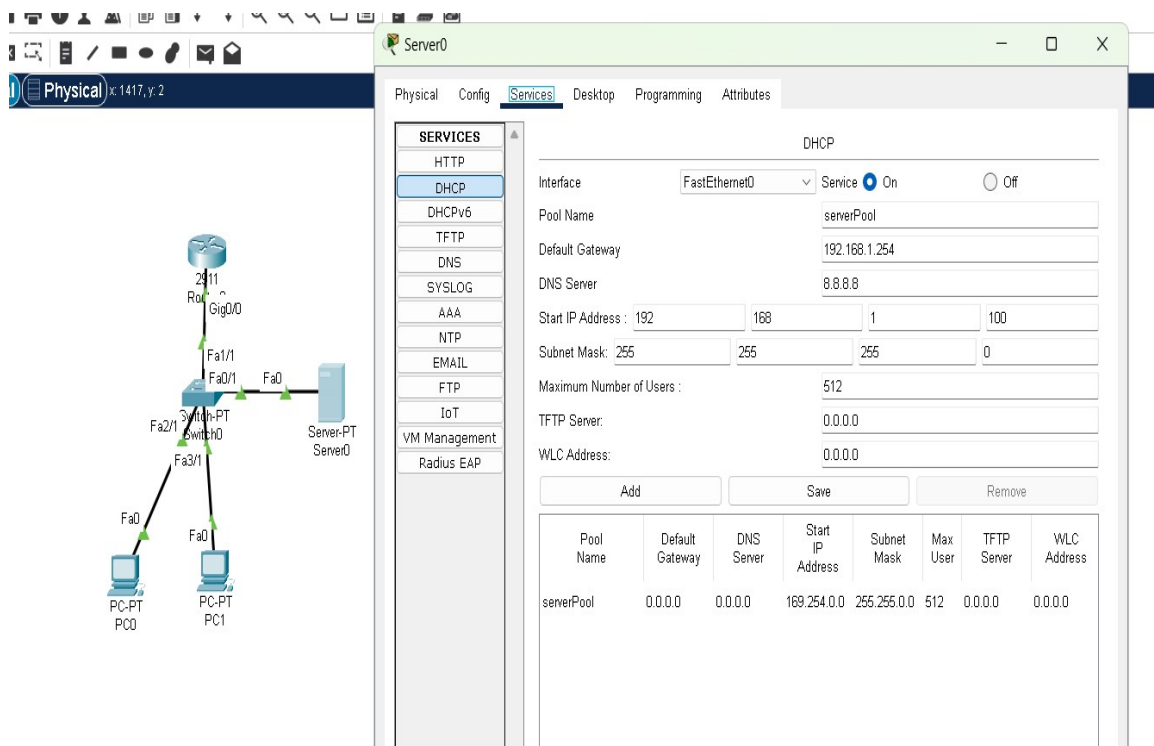 Server0
Physical x: 1417, y: 2
Physical Config Services Desktop Programming Attributes
SERVICES
HTTP
DHCP
DHCPv6
TFTP
DNS
SYSLOG
AAA
NTP
EMAIL
FTP
IoT
VM Management
Radius EAP
DHCP
Interface FastEthernet0 Service On Off
Pool Name serverPool
Default Gateway 192.168.1.254
DNS Server 8.8.8.8
Start IP Address : 192 168 1 100
Subnet Mask: 255 255 255 0
Maximum Number of Users : 512
TFTP Server: 0.0.0.0
WLC Address: 0.0.0.0
Add Save Remove
Pool Name Default Gateway DNS Server Start IP Address Subnet Mask Max User TFTP Server WLC Address
serverPool 0.0.0.0 0.0.0.0 169.254.0.0 255.255.0.0 512 0.0.0.0 0.0.0.0
2911
Gig0/0
Fa1/1
Fa0/1 Fa0
Switch-PT
Fa2/1 Switch0
Server-PT
Server0
Fa3/1
Fa0
Fa0
PC-PT
PC0
PC-PT
PC1